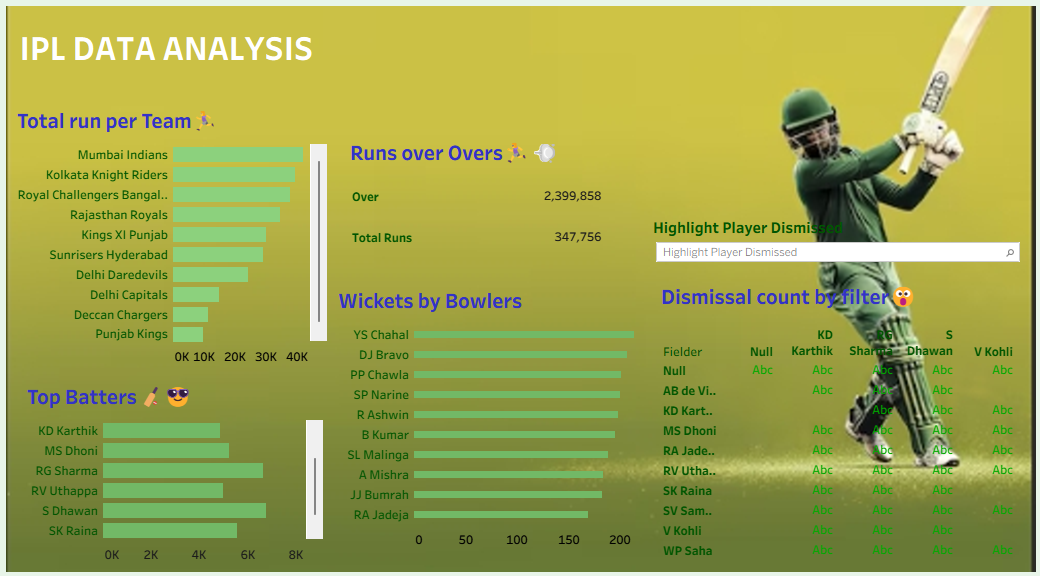 IPL DATA ANALYSIS
Total run per Team
Mumbai Indians
Kolkata Knight Riders
Royal Challengers Bangal..
Rajasthan Royals
Kings XI Punjab
Sunrisers Hyderabad
Delhi Daredevils
Delhi Capitals
Deccan Chargers
Punjab Kings
0K 10K 20K 30K 40K
Top Batters
KD Karthik
MS Dhoni
RG Sharma
RV Uthappa
S Dhawan
SK Raina
0K 2K 4K 6K 8K
Runs over Overs
Over 2,399,858
Total Runs 347,756
Wickets by Bowlers
YS Chahal
DJ Bravo
PP Chawla
SP Narine
R Ashwin
B Kumar
SL Malinga
A Mishra
JJ Bumrah
RA Jadeja
0 50 100 150 200
Highlight Player Dismissed
Highlight Player Dismissed
Dismissal count by filter
KD RG S
Fielder Null Karthik Sharma Dhawan V Kohli
Null Abc Abc Abc Abc Abc
AB de Vi.. Abc Abc Abc
KD Kart.. Abc Abc Abc
MS Dhoni Abc Abc Abc Abc
RA Jade.. Abc Abc Abc Abc
RV Utha.. Abc Abc Abc Abc
SK Raina Abc Abc Abc
SV Sam.. Abc Abc Abc Abc
V Kohli Abc Abc Abc
WP Saha Abc Abc Abc Abc